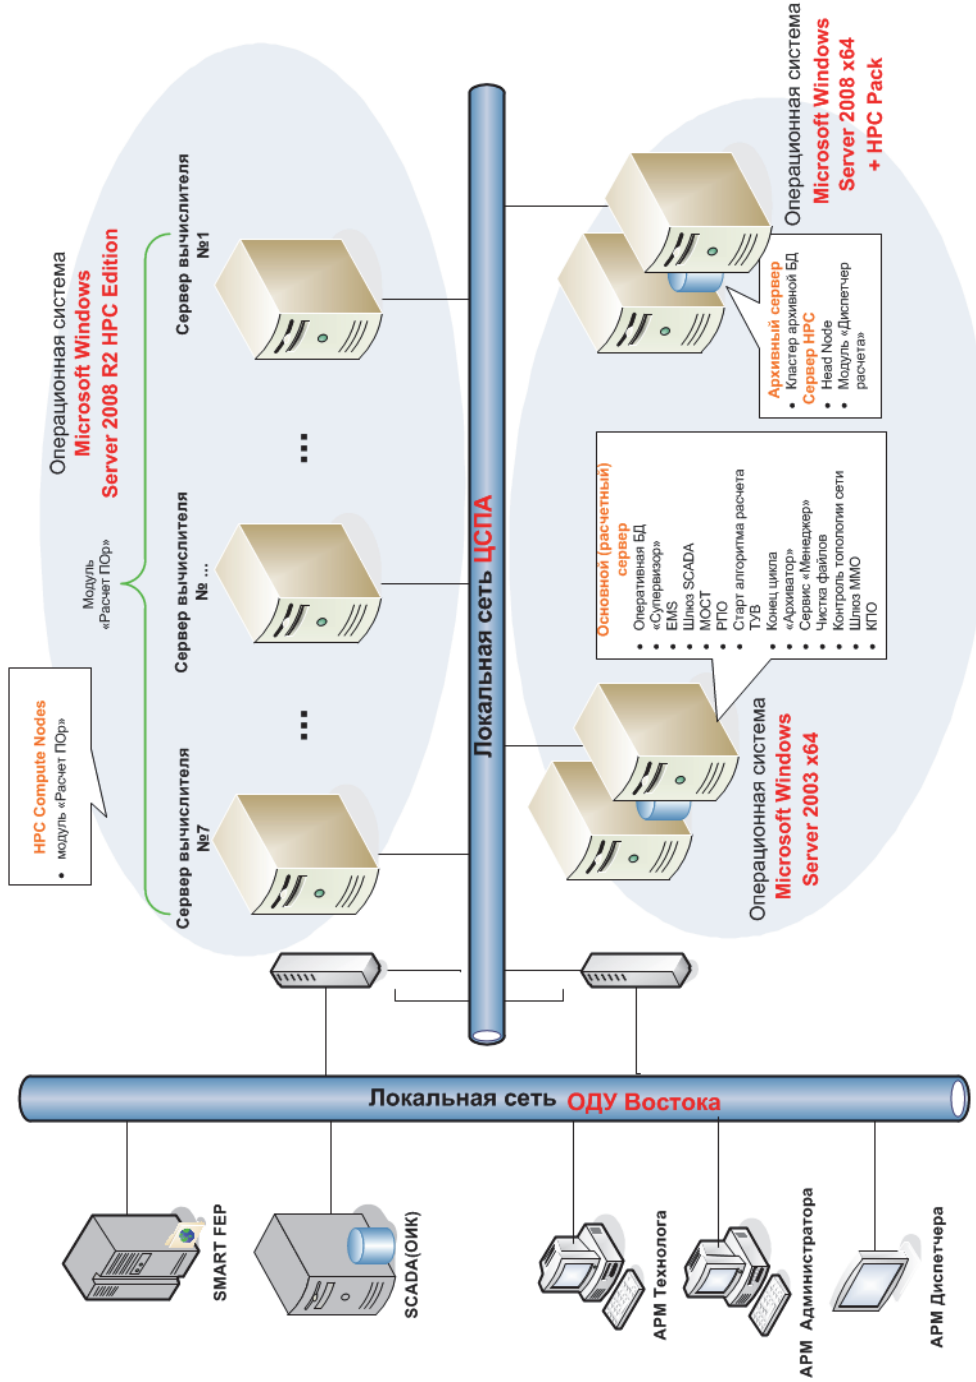 SMART FEP
SCADA(ОИК)
АРМ Технолога
АРМ Администратора
АРМ Диспетчера
Локальная сеть ОДУ Востока
HPC Compute Nodes
• модуль «Расчет ПОр»
Модуль
«Расчет ПОр»
Операционная система
Microsoft Windows
Server 2008 R2 HPC Edition
Сервер вычислителя
№7
...
Сервер вычислителя
№ ...
...
Сервер вычислителя
№1
Локальная сеть ЦСПА
Основной (расчетный)
сервер
• Оперативная БД
• «Супервизор»
• EMS
• Шлюз SCADA
• МОСТ
• РПО
• Старт алгоритма расчета
ТУВ
• Конец цикла
• «Архиватор»
• Сервис «Менеджер»
• Чистка файлов
• Контроль топологии сети
• Шлюз ММО
• КПО
Операционная система
Microsoft Windows
Server 2003 x64
Архивный сервер
• Кластер архивной БД
Сервер HPC
• Head Node
• Модуль «Диспетчер
расчета»
Операционная система
Microsoft Windows
Server 2008 x64
+ HPC Pack